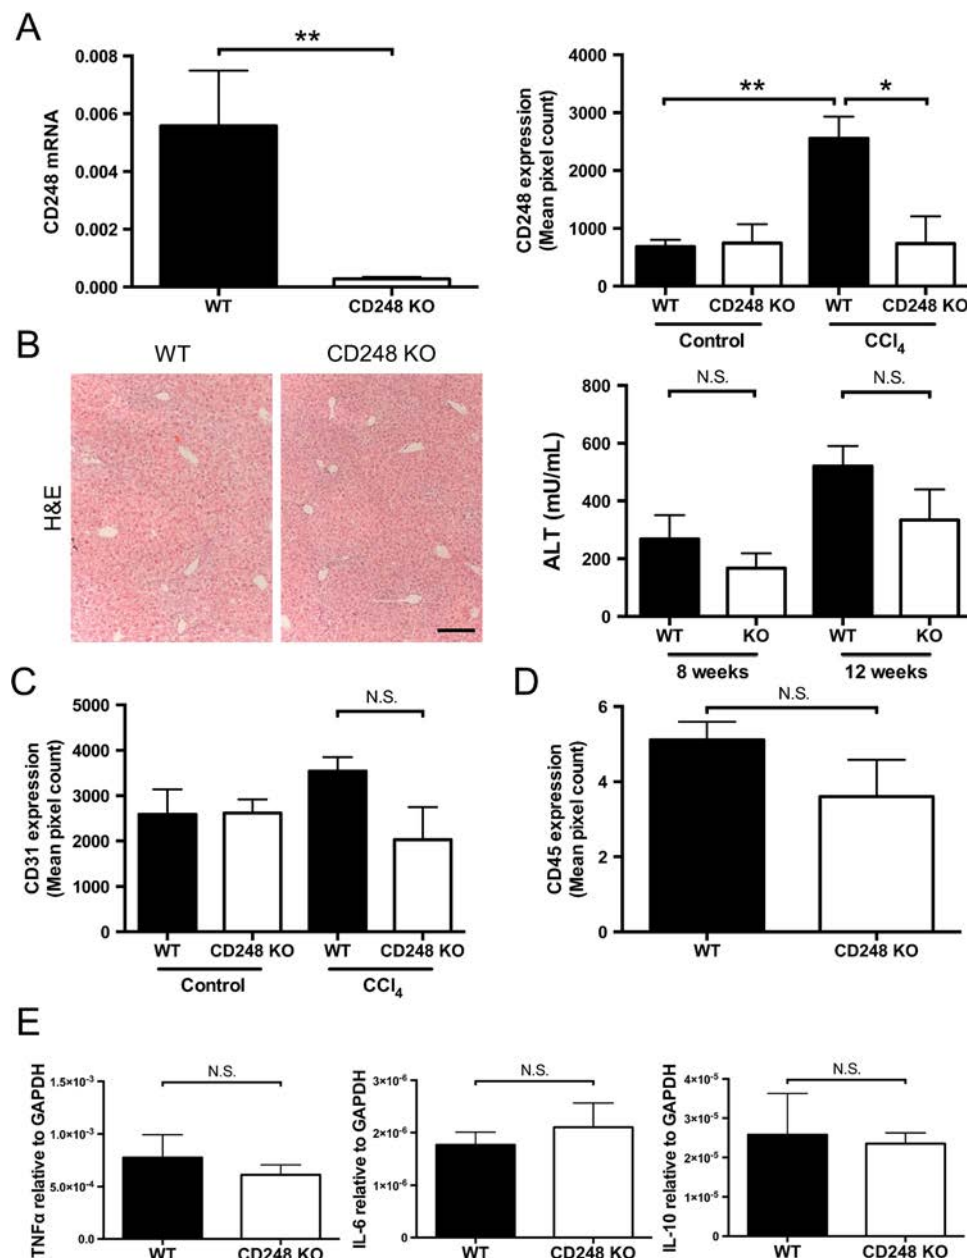 A
CD248 mRNA
0.008
0.006
0.004
0.002
0.000
**
WT
CD248 KO
CD248 expression
(Mean pixel count)
4000
3000
2000
1000
0
**
*
WT
CD248 KO
WT
CD248 KO
Control
CCl₄
B
WT
CD248 KO
H&E
ALT (mU/mL)
800
600
400
200
0
N.S.
N.S.
WT
KO
WT
KO
8 weeks
12 weeks
C
CD31 expression
(Mean pixel count)
5000
4000
3000
2000
1000
0
N.S.
WT
CD248 KO
WT
CD248 KO
Control
CCl₄
D
CD45 expression
(Mean pixel count)
6
4
2
0
N.S.
WT
CD248 KO
E
TNFα relative to GAPDH
1.5×10⁻³
1.0×10⁻³
5.0×10⁻⁴
0.0
N.S.
WT
CD248 KO
IL-6 relative to GAPDH
3×10⁻⁶
2×10⁻⁶
1×10⁻⁶
0
N.S.
WT
CD248 KO
IL-10 relative to GAPDH
4×10⁻⁵
3×10⁻⁵
2×10⁻⁵
1×10⁻⁵
0
N.S.
WT
CD248 KO